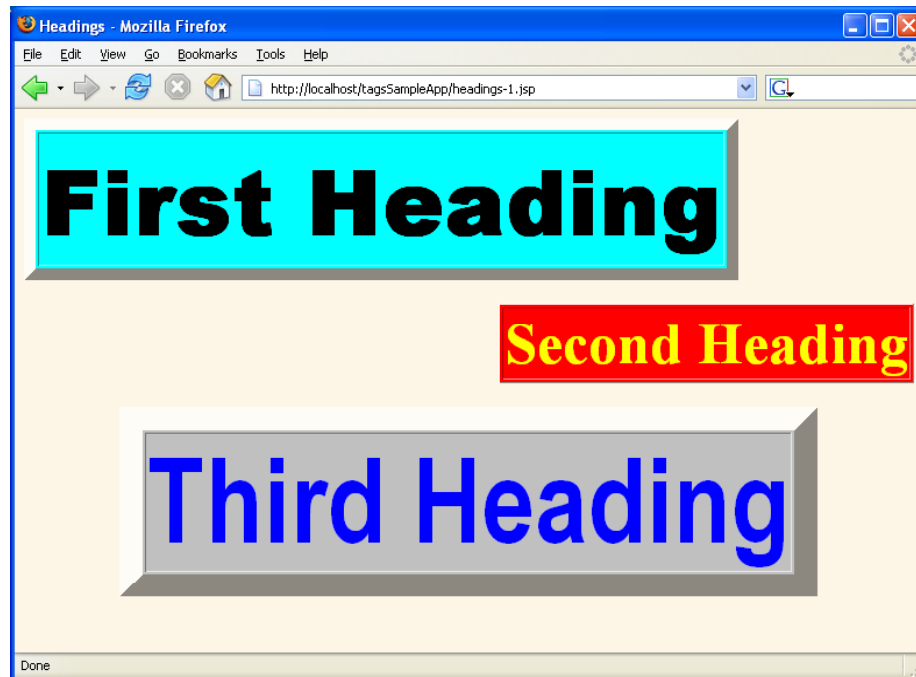 Headings - Mozilla Firefox
File Edit View Go Bookmarks Tools Help
http://localhost/tagsSampleApp/headings-1.jsp G
First Heading
Second Heading
Third Heading
Done